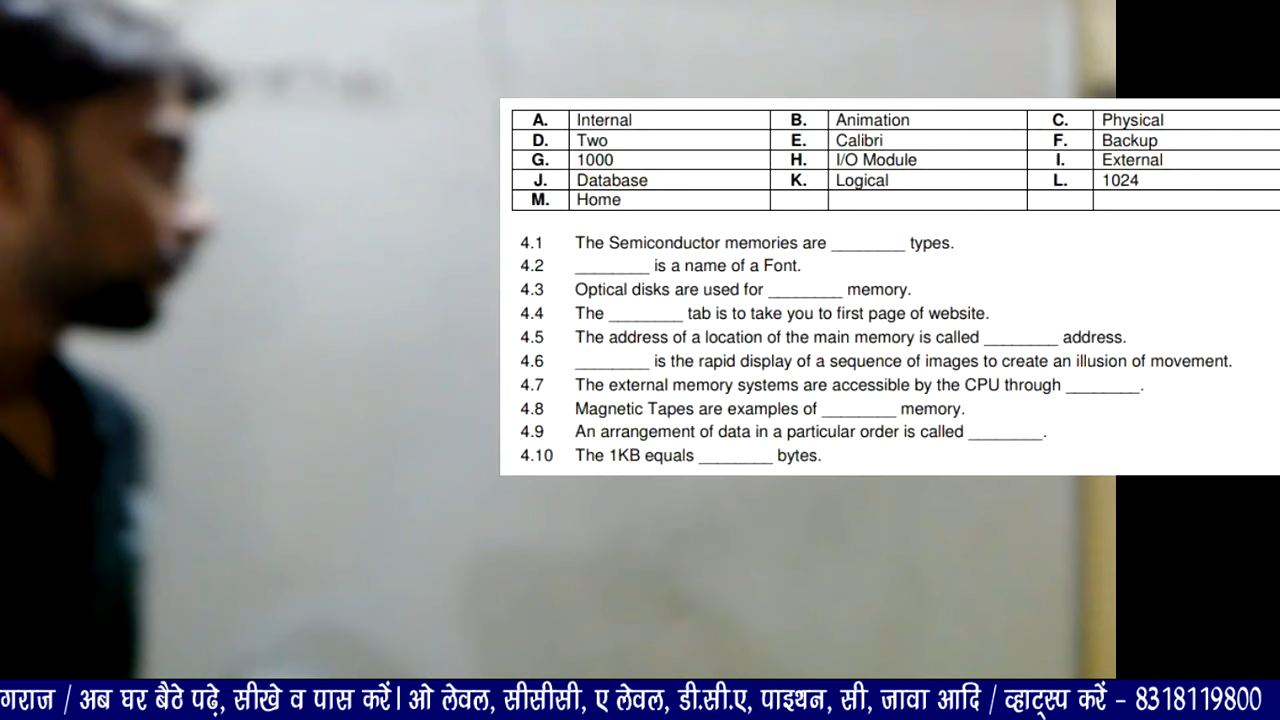 A. Internal B. Animation C. Physical
D. Two E. Calibri F. Backup
G. 1000 H. I/O Module I. External
J. Database K. Logical L. 1024
M. Home
4.1 The Semiconductor memories are ________ types.
4.2 ________ is a name of a Font.
4.3 Optical disks are used for ________ memory.
4.4 The ________ tab is to take you to first page of website.
4.5 The address of a location of the main memory is called ________ address.
4.6 ________ is the rapid display of a sequence of images to create an illusion of movement.
4.7 The external memory systems are accessible by the CPU through ________.
4.8 Magnetic Tapes are examples of ________ memory.
4.9 An arrangement of data in a particular order is called ________.
4.10 The 1KB equals ________ bytes.
गराज / अब घर बैठे पढ़े, सीखे व पास करें। ओ लेवल, सीसीसी, ए लेवल, डी.सी.ए, पाइथन, सी, जावा आदि / व्हाट्स्प करें - 8318119800